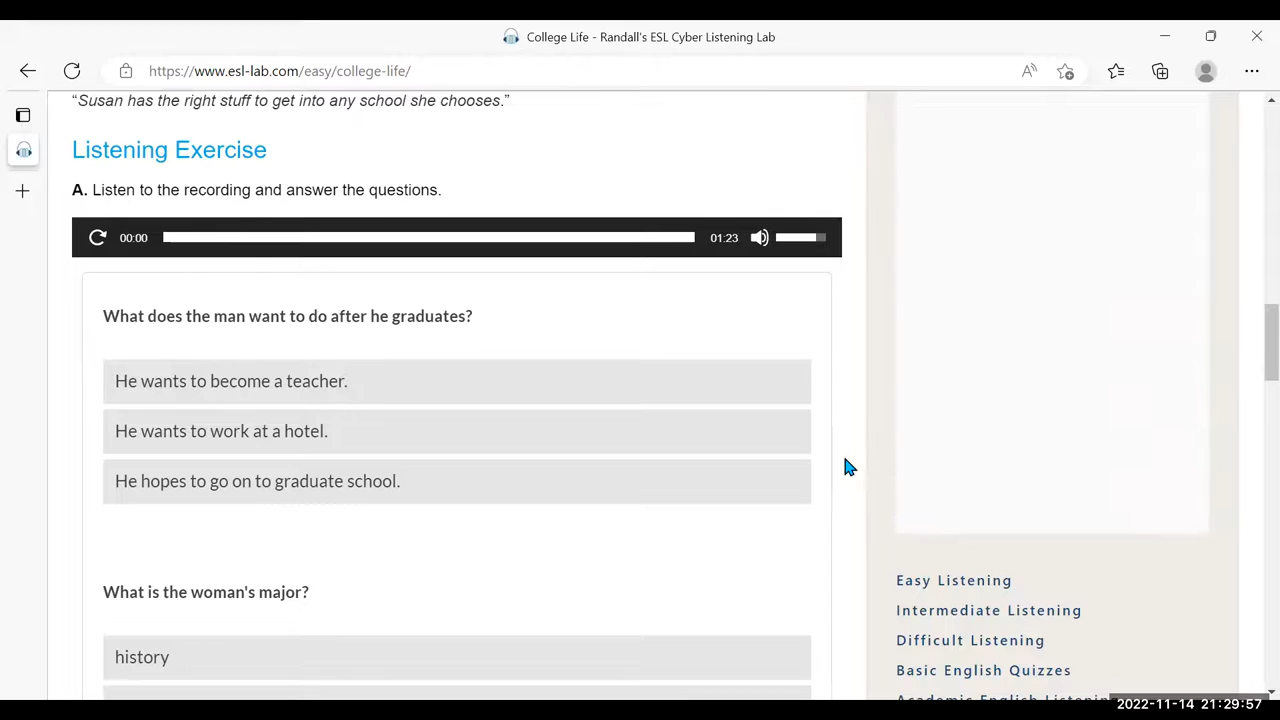 College Life - Randall's ESL Cyber Listening Lab
https://www.esl-lab.com/easy/college-life/
“Susan has the right stuff to get into any school she chooses.”
Listening Exercise
A. Listen to the recording and answer the questions.
00:00
01:23
What does the man want to do after he graduates?
He wants to become a teacher.
He wants to work at a hotel.
He hopes to go on to graduate school.
What is the woman's major?
history
Easy Listening
Intermediate Listening
Difficult Listening
Basic English Quizzes
Academic English Listening
2022-11-14 21:29:57